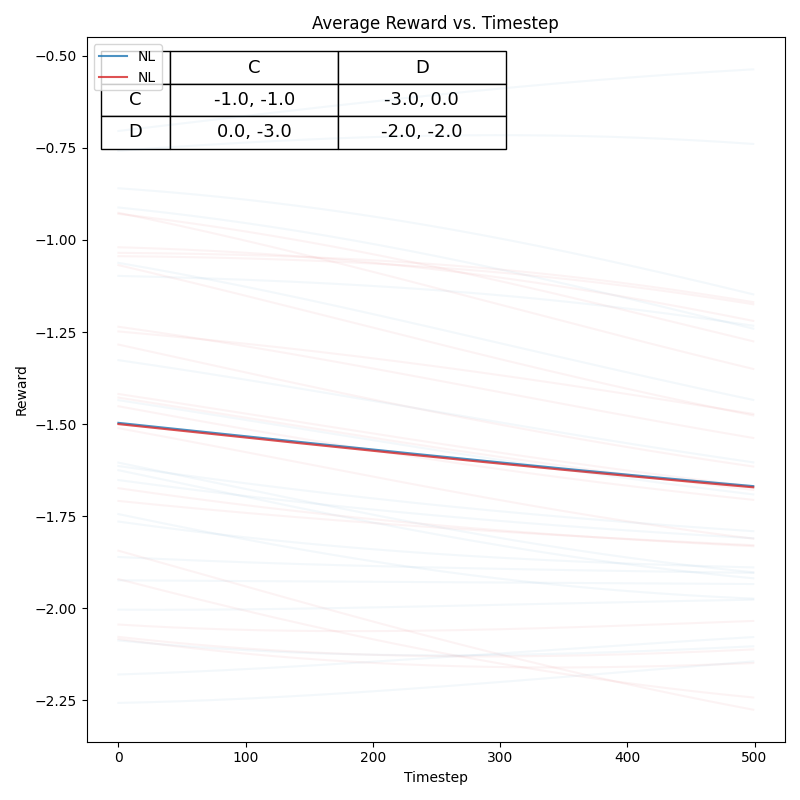 Average Reward vs. Timestep
NL
NL
C D
C -1.0, -1.0 -3.0, 0.0
D 0.0, -3.0 -2.0, -2.0
Reward
−0.50
−0.75
−1.00
−1.25
−1.50
−1.75
−2.00
−2.25
0 100 200 300 400 500
Timestep